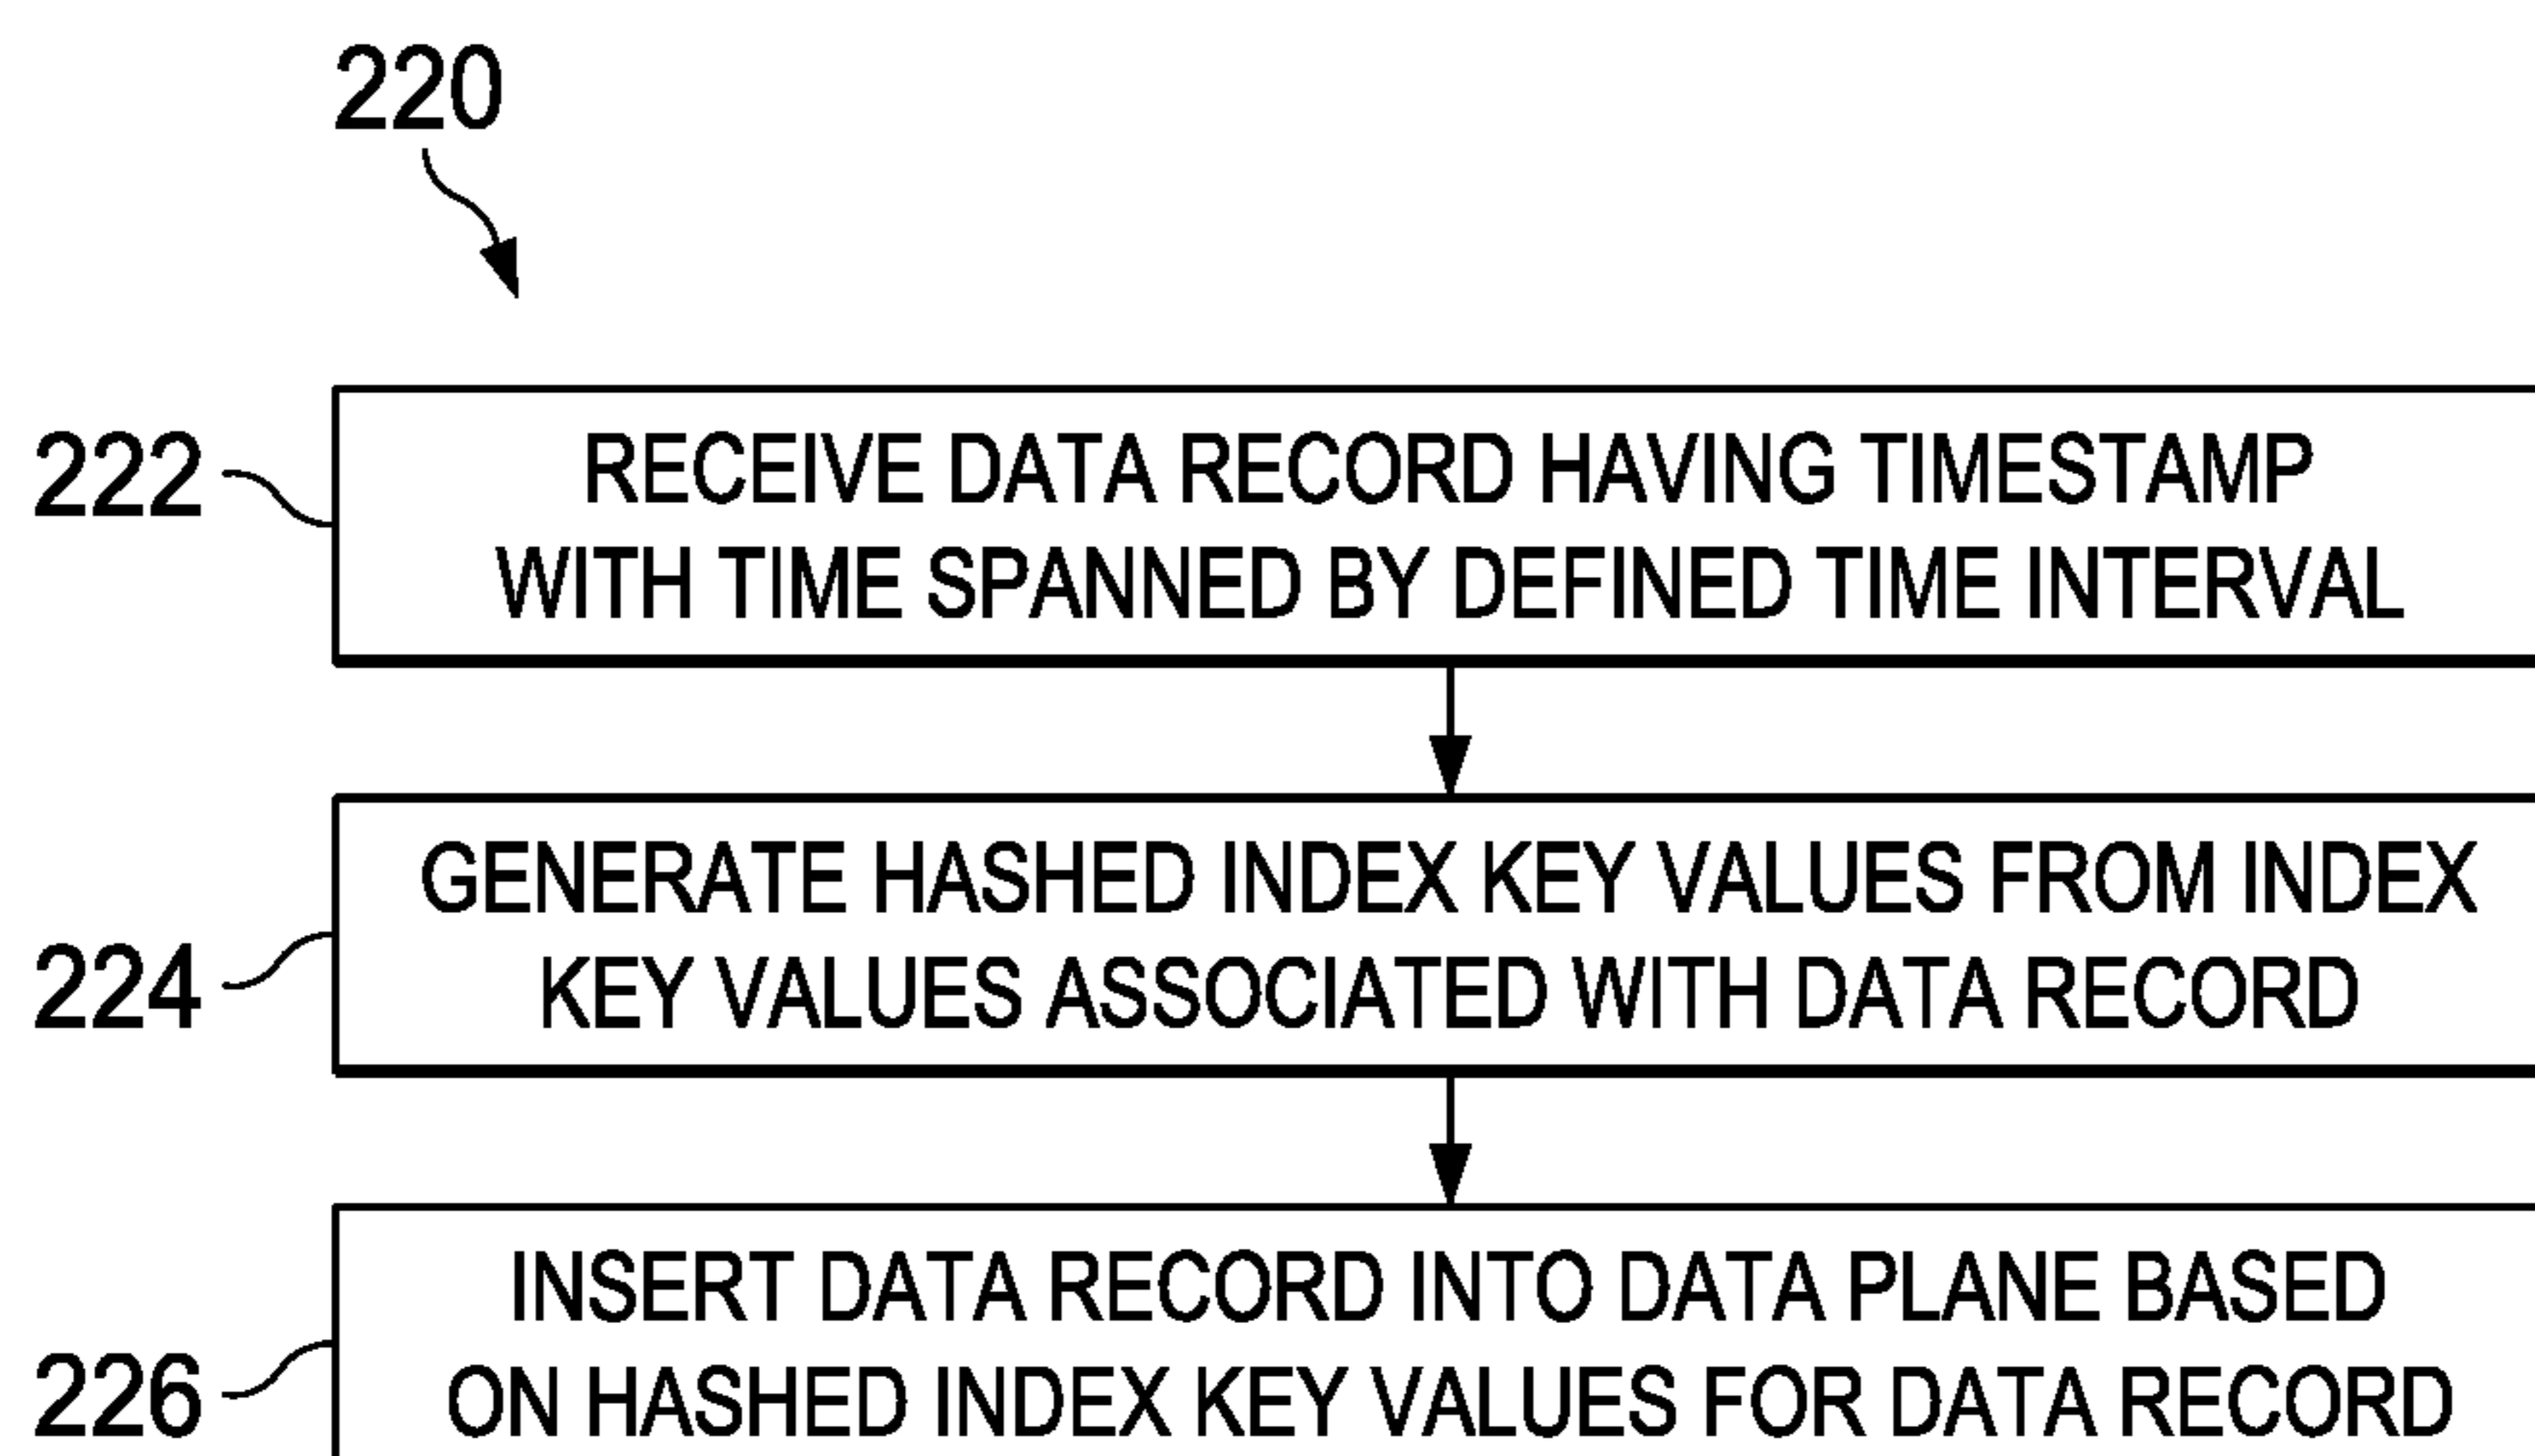 220
222
RECEIVE DATA RECORD HAVING TIMESTAMP
WITH TIME SPANNED BY DEFINED TIME INTERVAL
224
GENERATE HASHED INDEX KEY VALUES FROM INDEX
KEY VALUES ASSOCIATED WITH DATA RECORD
226
INSERT DATA RECORD INTO DATA PLANE BASED
ON HASHED INDEX KEY VALUES FOR DATA RECORD